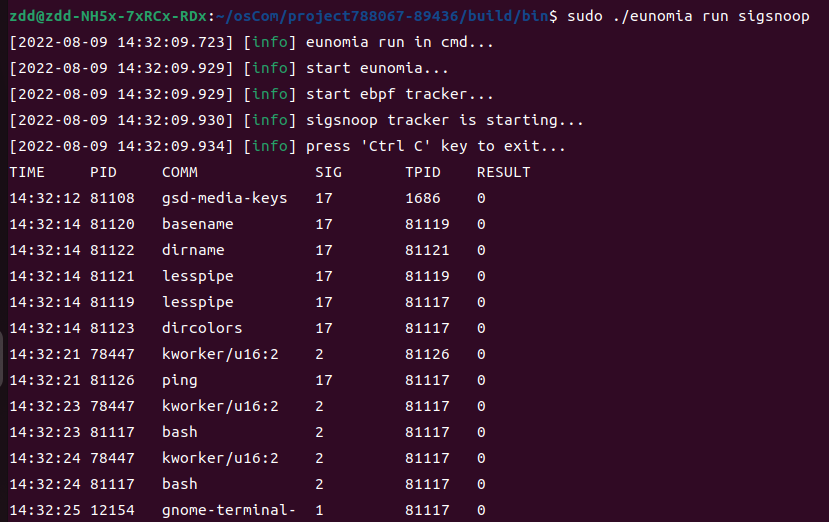 zdd@zdd-NH5x-7xRCx-RDx:~/osCom/project788067-89436/build/bin$ sudo ./eunomia run sigsnoop
[2022-08-09 14:32:09.723] [info] eunomia run in cmd...
[2022-08-09 14:32:09.929] [info] start eunomia...
[2022-08-09 14:32:09.929] [info] start ebpf tracker...
[2022-08-09 14:32:09.930] [info] sigsnoop tracker is starting...
[2022-08-09 14:32:09.934] [info] press 'Ctrl C' key to exit...
TIME     PID     COMM             SIG       TPID    RESULT
14:32:12 81108   gsd-media-keys   17        1686    0
14:32:14 81120   basename         17        81119   0
14:32:14 81122   dirname          17        81121   0
14:32:14 81121   lesspipe         17        81119   0
14:32:14 81119   lesspipe         17        81117   0
14:32:14 81123   dircolors        17        81117   0
14:32:21 78447   kworker/u16:2    2         81126   0
14:32:21 81126   ping             17        81117   0
14:32:23 78447   kworker/u16:2    2         81117   0
14:32:23 81117   bash             2         81117   0
14:32:24 78447   kworker/u16:2    2         81117   0
14:32:24 81117   bash             2         81117   0
14:32:25 12154   gnome-terminal-  1         81117   0